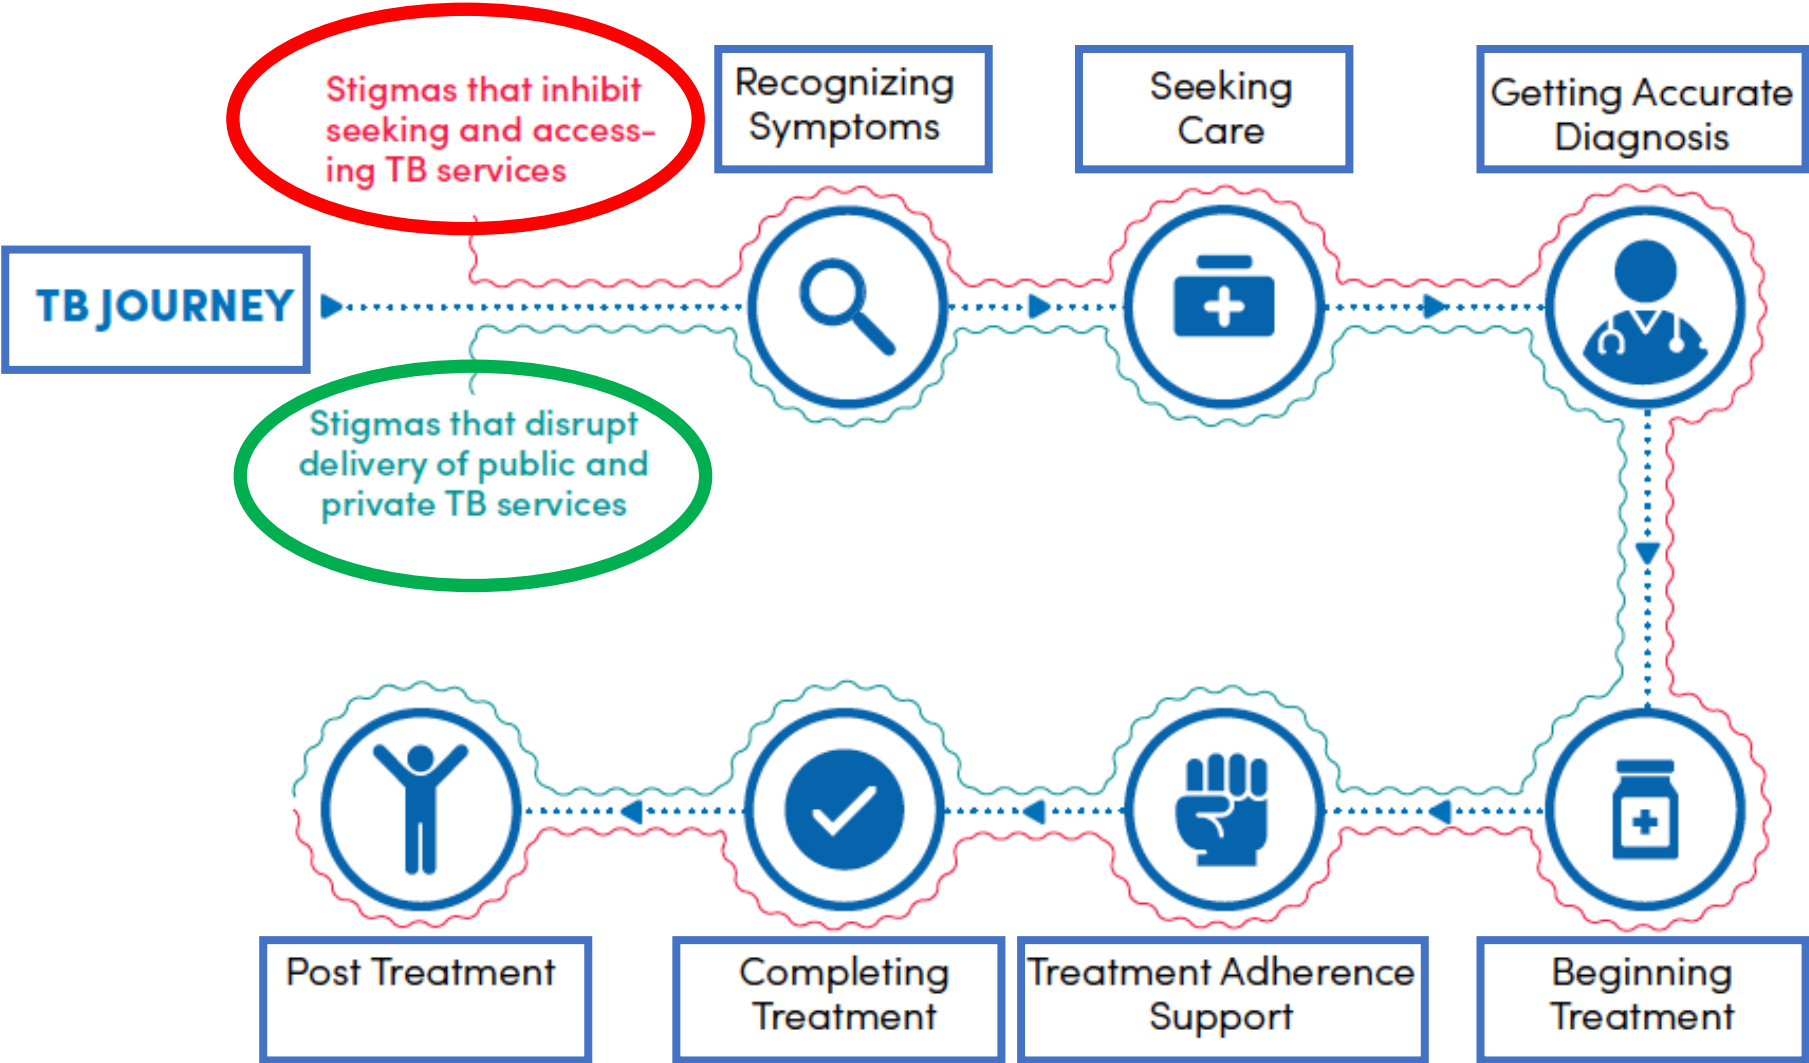 Stigmas that inhibit
seeking and access-
ing TB services
Recognizing
Symptoms
Seeking
Care
Getting Accurate
Diagnosis
TB JOURNEY
Stigmas that disrupt
delivery of public and
private TB services
Post Treatment
Completing
Treatment
Treatment Adherence
Support
Beginning
Treatment